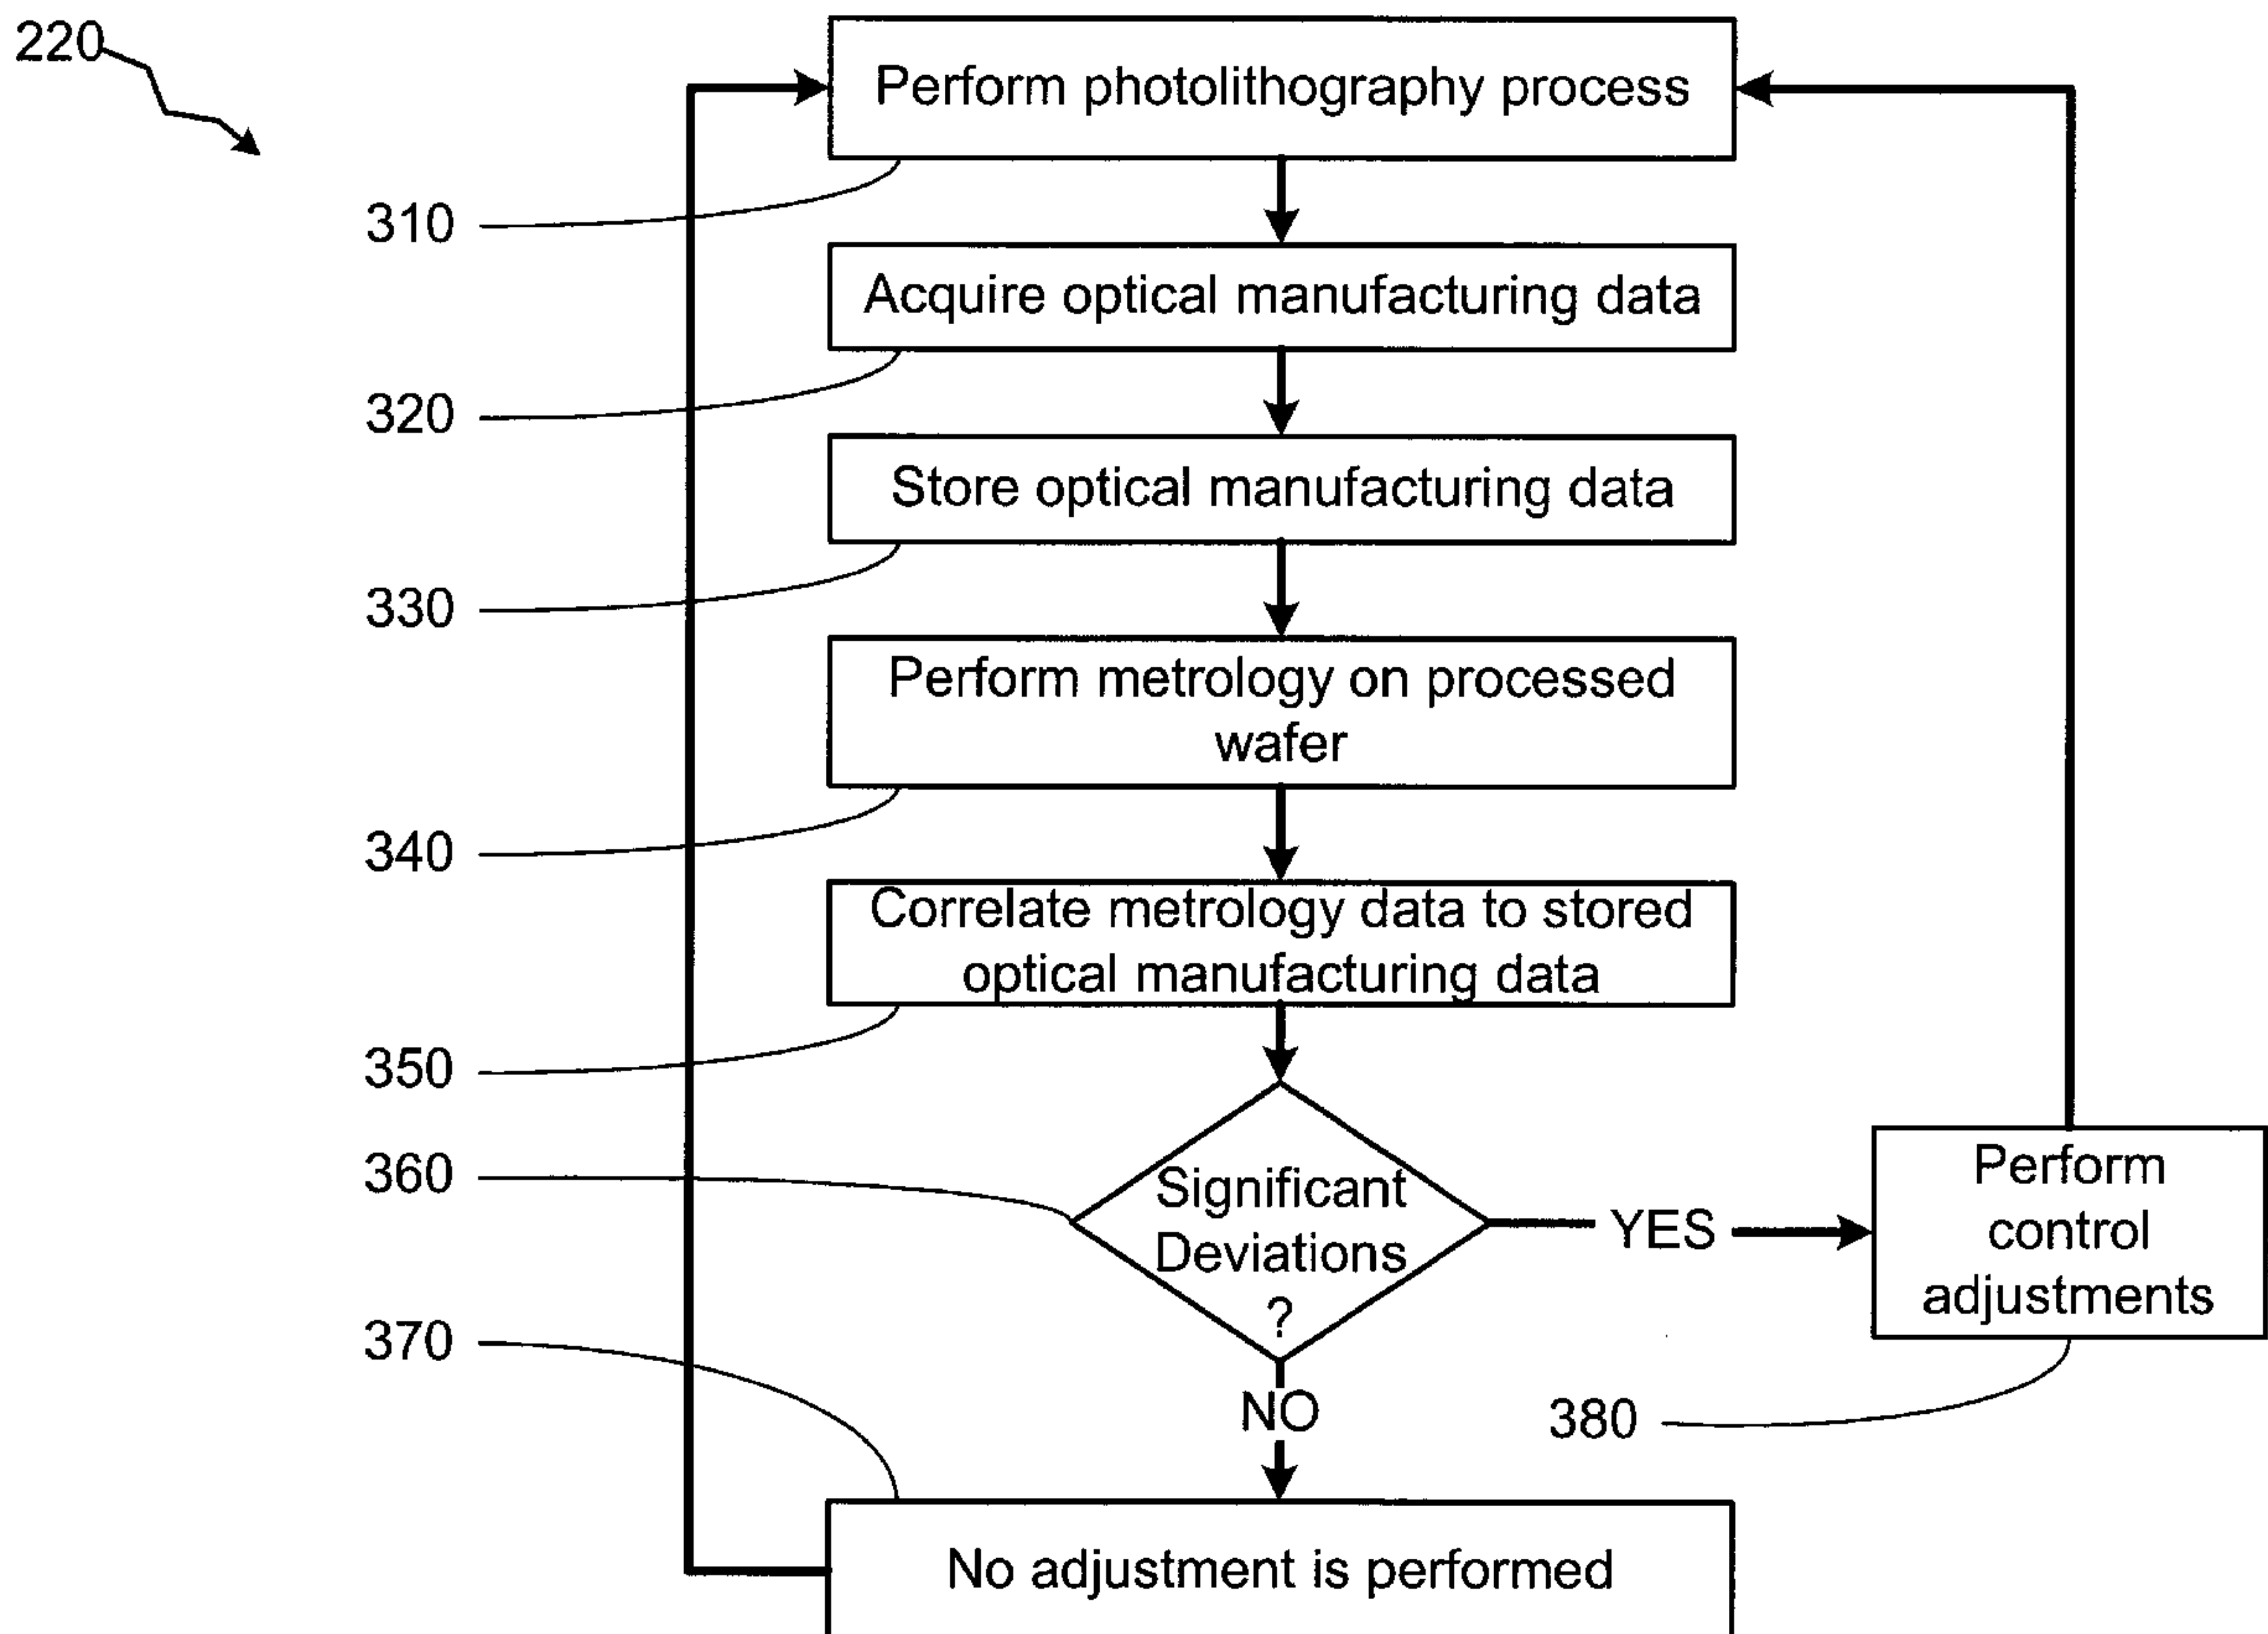 220
Perform photolithography process
310
Acquire optical manufacturing data
320
Store optical manufacturing data
330
Perform metrology on processed
wafer
340
Correlate metrology data to stored
optical manufacturing data
350
360
Significant
Deviations
?
YES
Perform
control
adjustments
370
NO
380
No adjustment is performed